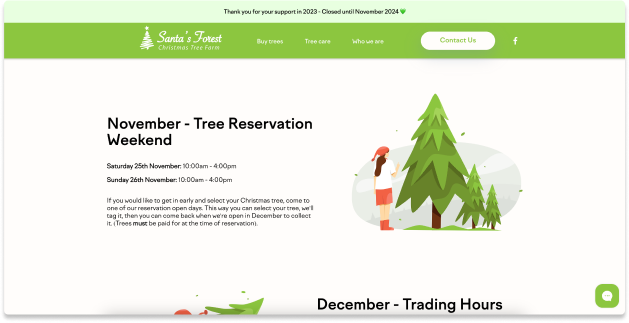 Thank you for your support in 2023 - Closed until November 2024 💚
Santa's Forest
Christmas Tree Farm
Buy trees
Tree care
Who we are
Contact Us
November - Tree Reservation
Weekend
Saturday 25th November: 10:00am - 4:00pm
Sunday 26th November: 10:00am - 4:00pm
If you would like to get in early and select your Christmas tree, come to
one of our reservation open days. This way you can select your tree, we'll
tag it, then you can come back when we're open in December to collect
it. (Trees must be paid for at the time of reservation).
December - Trading Hours